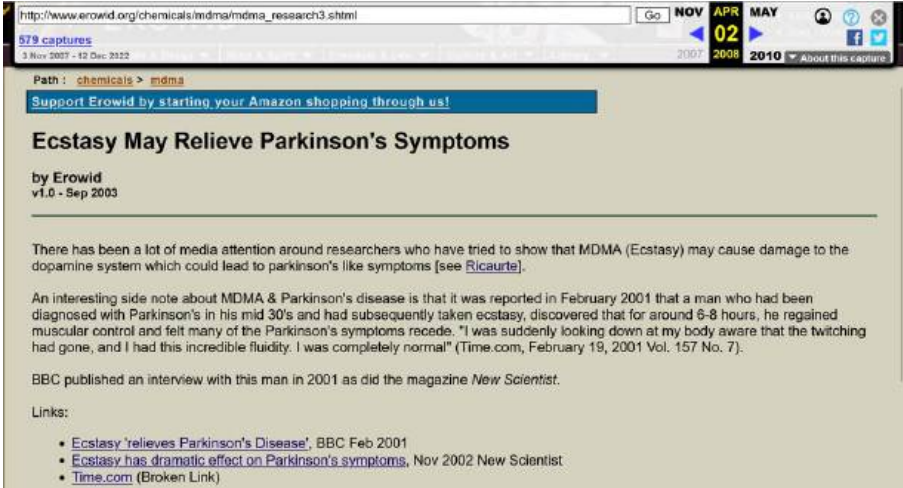 http://www.erowid.org/chemicals/mdma/mdma_research3.shtml Go NOV APR MAY
579 captures 02
3 Nov 2007 - 12 Dec 2022 2007 2008 2010 About this capture
Path : chemicals > mdma
Support Erowid by starting your Amazon shopping through us!
Ecstasy May Relieve Parkinson's Symptoms
by Erowid
v1.0 - Sep 2003
There has been a lot of media attention around researchers who have tried to show that MDMA (Ecstasy) may cause damage to the
dopamine system which could lead to parkinson's like symptoms [see Ricaurte].
An interesting side note about MDMA & Parkinson's disease is that it was reported in February 2001 that a man who had been
diagnosed with Parkinson's in his mid 30's and had subsequently taken ecstasy, discovered that for around 6-8 hours, he regained
muscular control and felt many of the Parkinson's symptoms recede. "I was suddenly looking down at my body aware that the twitching
had gone, and I had this incredible fluidity. I was completely normal" (Time.com, February 19, 2001 Vol. 157 No. 7).
BBC published an interview with this man in 2001 as did the magazine New Scientist.
Links:
• Ecstasy 'relieves Parkinson's Disease', BBC Feb 2001
• Ecstasy has dramatic effect on Parkinson's symptoms, Nov 2002 New Scientist
• Time.com (Broken Link)